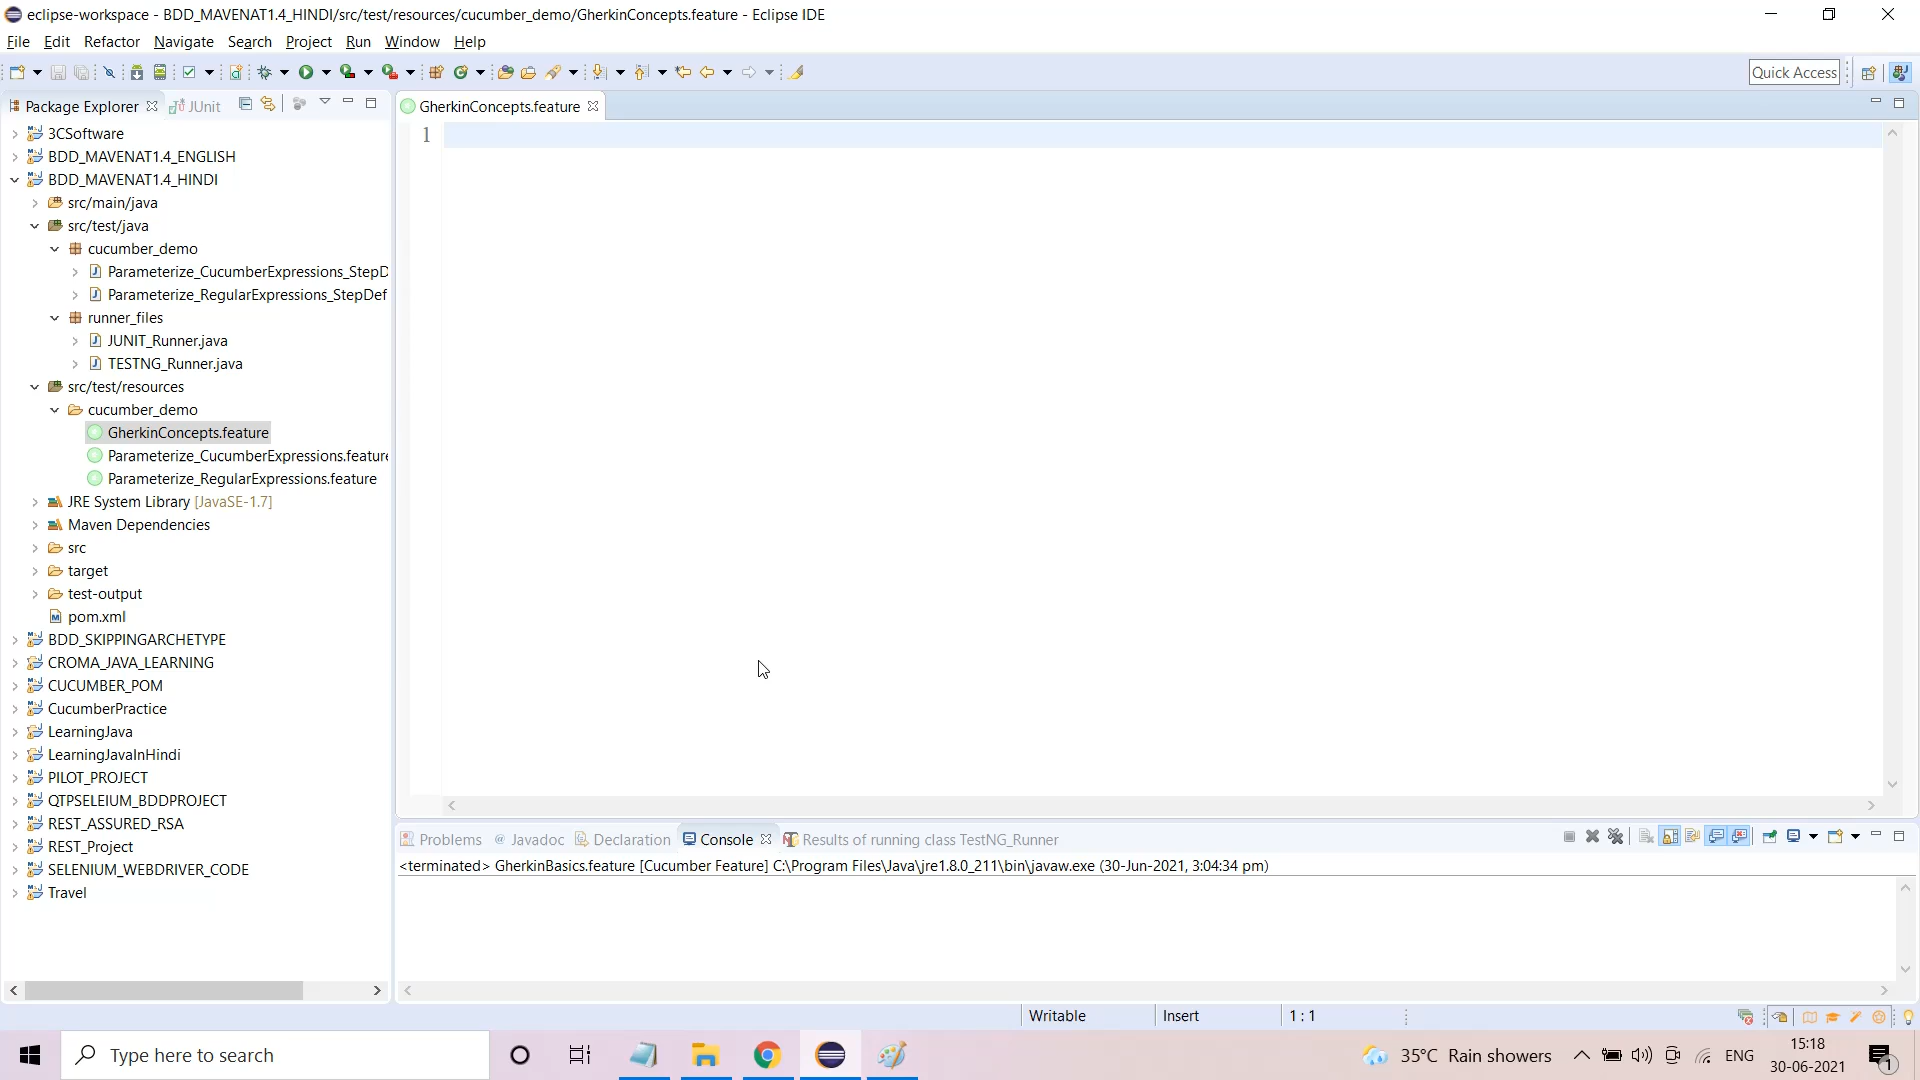 eclipse-workspace - BDD_MAVENAT1.4_HINDI/src/test/resources/cucumber_demo/GherkinConcepts.feature - Eclipse IDE
File Edit Refactor Navigate Search Project Run Window Help
Quick Access
Package Explorer JUnit
GherkinConcepts.feature
1
3CSoftware
BDD_MAVENAT1.4_ENGLISH
BDD_MAVENAT1.4_HINDI
src/main/java
src/test/java
cucumber_demo
Parameterize_CucumberExpressions_StepD
Parameterize_RegularExpressions_StepDef
runner_files
JUNIT_Runner.java
TESTNG_Runner.java
src/test/resources
cucumber_demo
GherkinConcepts.feature
Parameterize_CucumberExpressions.feature
Parameterize_RegularExpressions.feature
JRE System Library [JavaSE-1.7]
Maven Dependencies
src
target
test-output
pom.xml
BDD_SKIPPINGARCHETYPE
CROMA_JAVA_LEARNING
CUCUMBER_POM
CucumberPractice
LearningJava
LearningJavaInHindi
PILOT_PROJECT
QTPSELEIUM_BDDPROJECT
REST_ASSURED_RSA
REST_Project
SELENIUM_WEBDRIVER_CODE
Travel
Problems Javadoc Declaration Console Results of running class TestNG_Runner
<terminated> GherkinBasics.feature [Cucumber Feature] C:\Program Files\Java\jre1.8.0_211\bin\javaw.exe (30-Jun-2021, 3:04:34 pm)
Writable Insert 1 : 1
Type here to search
35°C Rain showers ENG
15:18
30-06-2021
1